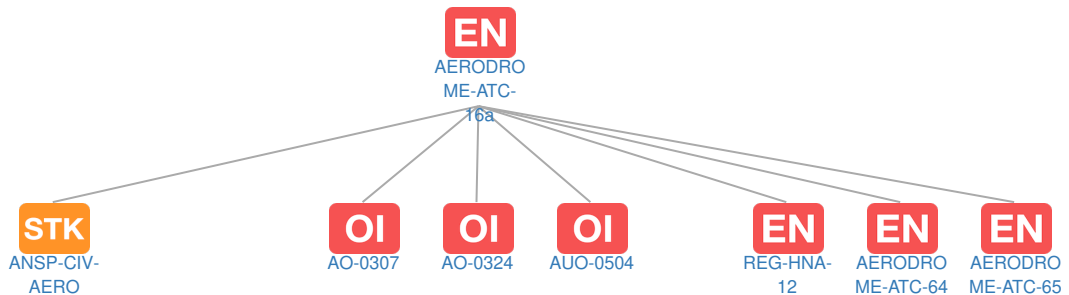 EN
AERODRO
ME-ATC-
16a
STK OI OI OI EN EN EN
ANSP-CIV- AO-0307 AO-0324 AUO-0504 REG-HNA- AERODRO AERODRO
AERO 12 ME-ATC-64 ME-ATC-65